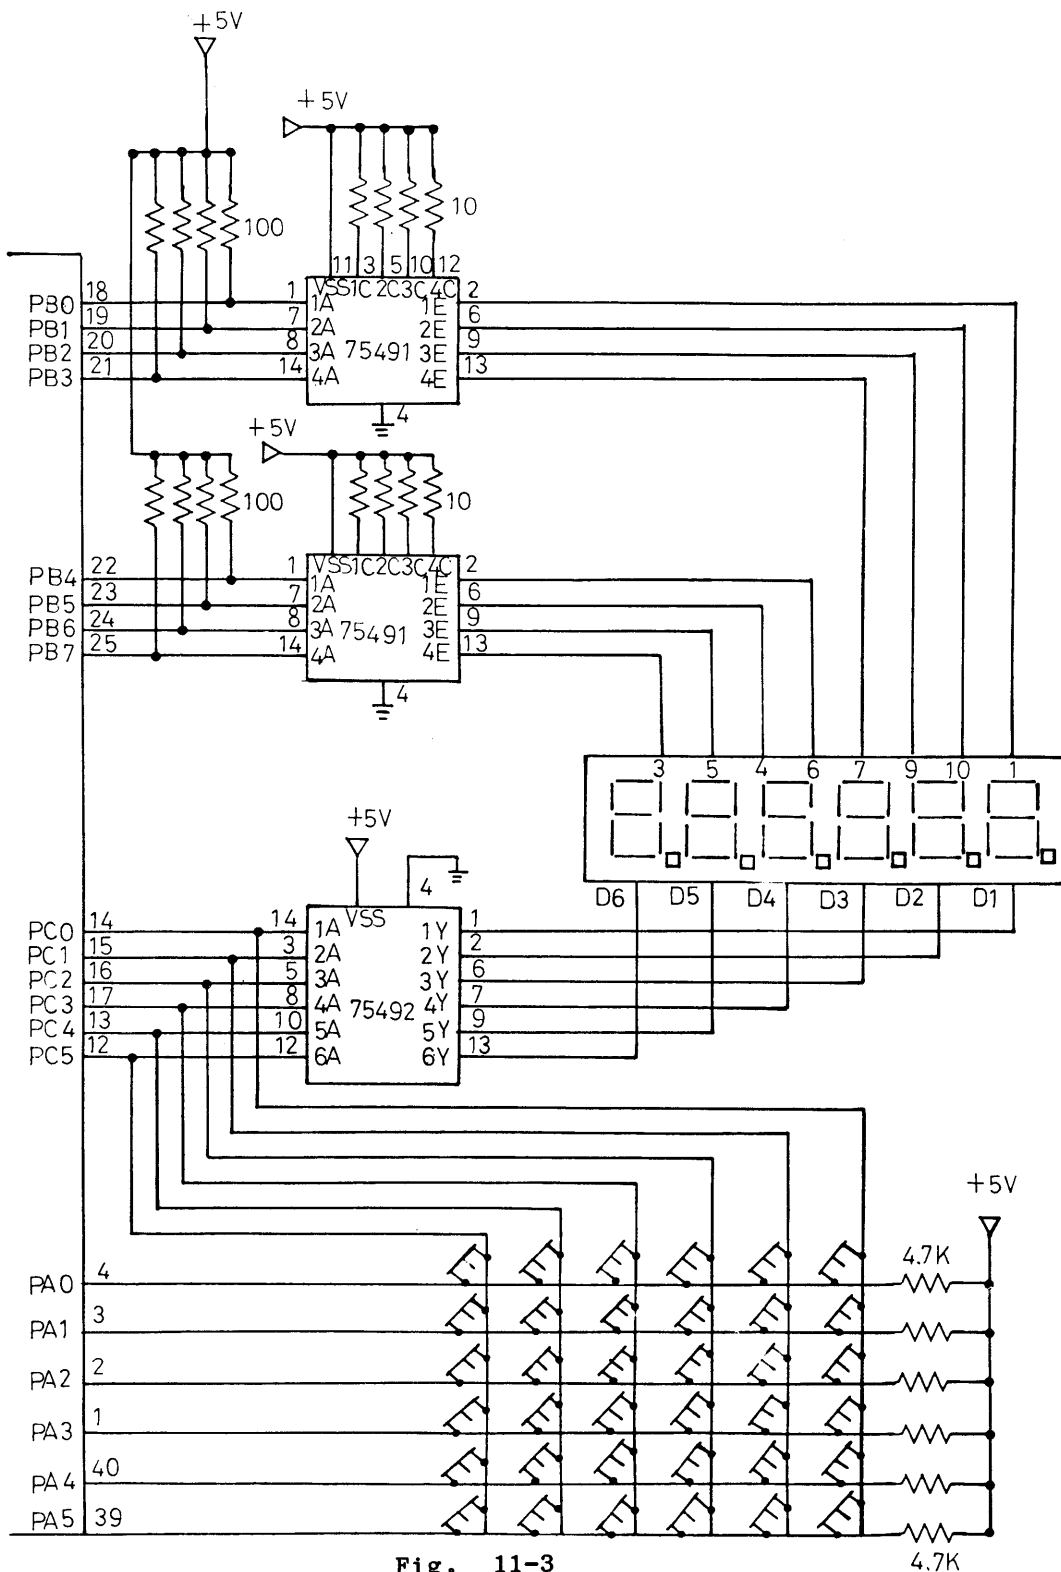 +5V
+5V
10
100
11 3 5 10 12
VSS 1C 2C 3C 4C
PB0 18 1 1A 1E 2
PB1 19 7 2A 2E 6
PB2 20 8 3A 75491 3E 9
PB3 21 14 4A 4E 13
4
+5V
100
10
VSS 1C 2C 3C 4C
PB4 22 1 1A 1E 2
PB5 23 7 2A 2E 6
PB6 24 8 3A 75491 3E 9
PB7 25 14 4A 4E 13
4
3 5 4 6 7 9 10 1
+5V
4
D6 D5 D4 D3 D2 D1
VSS
PC0 14 14 1A 1Y 1
PC1 15 3 2A 2Y 2
PC2 16 5 3A 3Y 6
PC3 17 8 4A 75492 4Y 7
PC4 13 10 5A 5Y 9
PC5 12 12 6A 6Y 13
+5V
4.7K
PA0 4
PA1 3
PA2 2
PA3 1
PA4 40
PA5 39
4.7K
Fig. 11-3